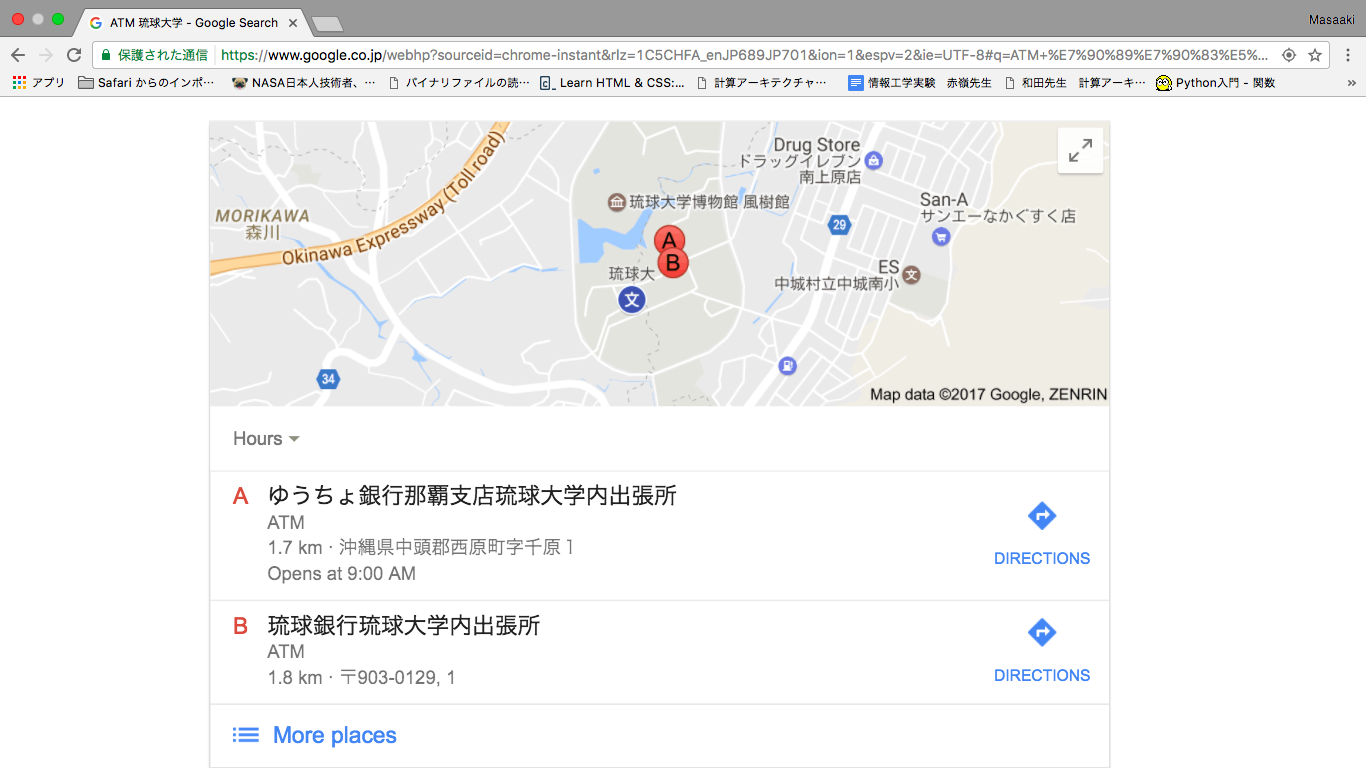 ATM 琉球大学 - Google Search
Masaaki
保護された通信 https://www.google.co.jp/webhp?sourceid=chrome-instant&rlz=1C5CHFA_enJP689JP701&ion=1&espv=2&ie=UTF-8#q=ATM+%E7%90%89%E7%90%83%E5%...
アプリ Safari からのインポ… NASA日本人技術者、… バイナリファイルの読… Learn HTML & CSS:... 計算アーキテクチャ… 情報工学実験 赤嶺先生 和田先生 計算アーキ… Python入門 - 関数 »
Drug Store
ドラッグイレブン
南上原店
Okinawa Expressway (Toll road)
MORIKAWA
森川
琉球大学博物館 風樹館
San-A
サンエーなかぐすく店
29
A
B
琉球大
文
ES
中城村立中城南小
文
34
Map data ©2017 Google, ZENRIN
Hours
A ゆうちょ銀行那覇支店琉球大学内出張所
ATM
1.7 km · 沖縄県中頭郡西原町字千原１
Opens at 9:00 AM
DIRECTIONS
B 琉球銀行琉球大学内出張所
ATM
1.8 km · 〒903-0129, 1
DIRECTIONS
More places